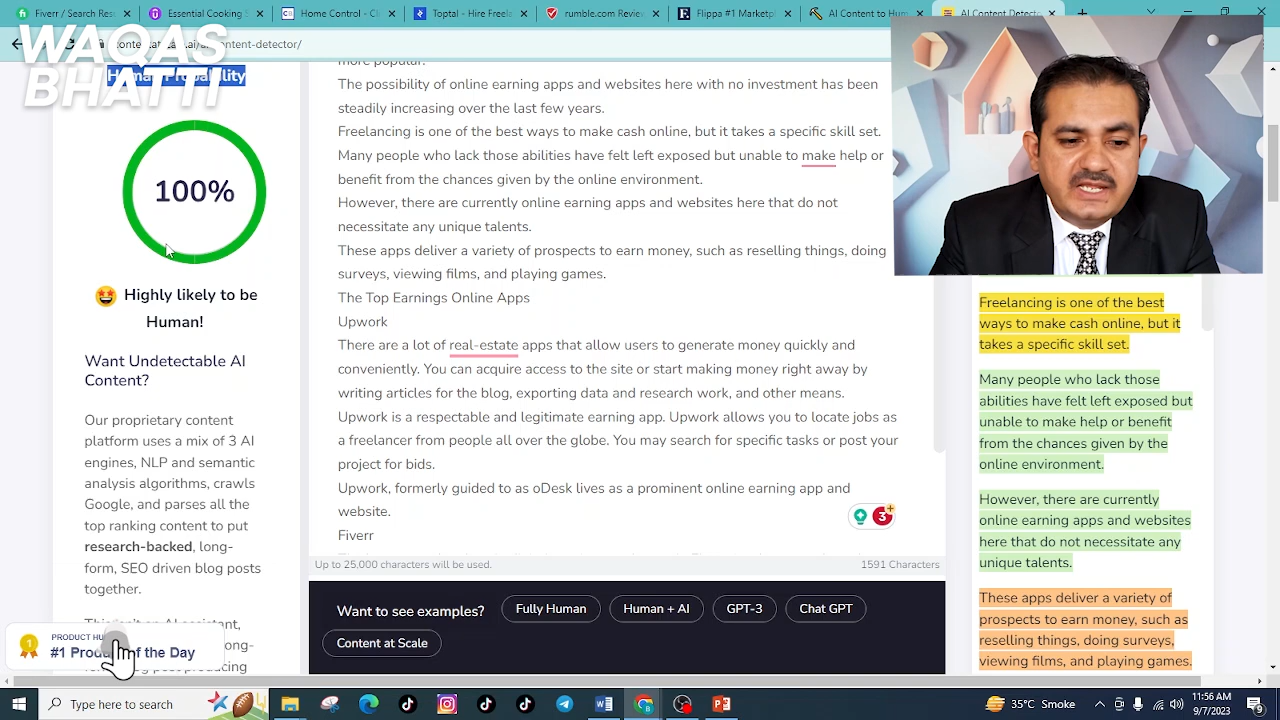 Reviews | Fi
Reviews | C
Home Control - C
Toptal - Hire Freela
rumble.com Review
Flippa #1 Marketp
AI Content to Hum
WAQAS
BHATTI
ontent-detector/
Human Probability
100%
Highly likely to be
Human!
Want Undetectable AI
Content?
Our proprietary content
platform uses a mix of 3 AI
engines, NLP and semantic
analysis algorithms, crawls
Google, and parses all the
top ranking content to put
research-backed, long-
form, SEO driven blog posts
together.
PRODUCT HU
#1 Product of the Day
more popular!
The possibility of online earning apps and websites here with no investment has been
steadily increasing over the last few years.
Freelancing is one of the best ways to make cash online, but it takes a specific skill set.
Many people who lack those abilities have felt left exposed but unable to make help or
benefit from the chances given by the online environment.
However, there are currently online earning apps and websites here that do not
necessitate any unique talents.
These apps deliver a variety of prospects to earn money, such as reselling things, doing
surveys, viewing films, and playing games.
The Top Earnings Online Apps
Upwork
There are a lot of real-estate apps that allow users to generate money quickly and
conveniently. You can acquire access to the site or start making money right away by
writing articles for the blog, exporting data and research work, and other means.
Upwork is a respectable and legitimate earning app. Upwork allows you to locate jobs as
a freelancer from people all over the globe. You may search for specific tasks or post your
project for bids.
Upwork, formerly guided to as oDesk lives as a prominent online earning app and
website.
Fiverr
3
Up to 25,000 characters will be used.
1591 Characters
Want to see examples?
Fully Human
Human + AI
GPT-3
Chat GPT
Content at Scale
Freelancing is one of the best
ways to make cash online, but it
takes a specific skill set.
Many people who lack those
abilities have felt left exposed but
unable to make help or benefit
from the chances given by the
online environment.
However, there are currently
online earning apps and websites
here that do not necessitate any
unique talents.
These apps deliver a variety of
prospects to earn money, such as
reselling things, doing surveys,
viewing films, and playing games.
Type here to search
35°C Smoke
11:56 AM
9/7/2023